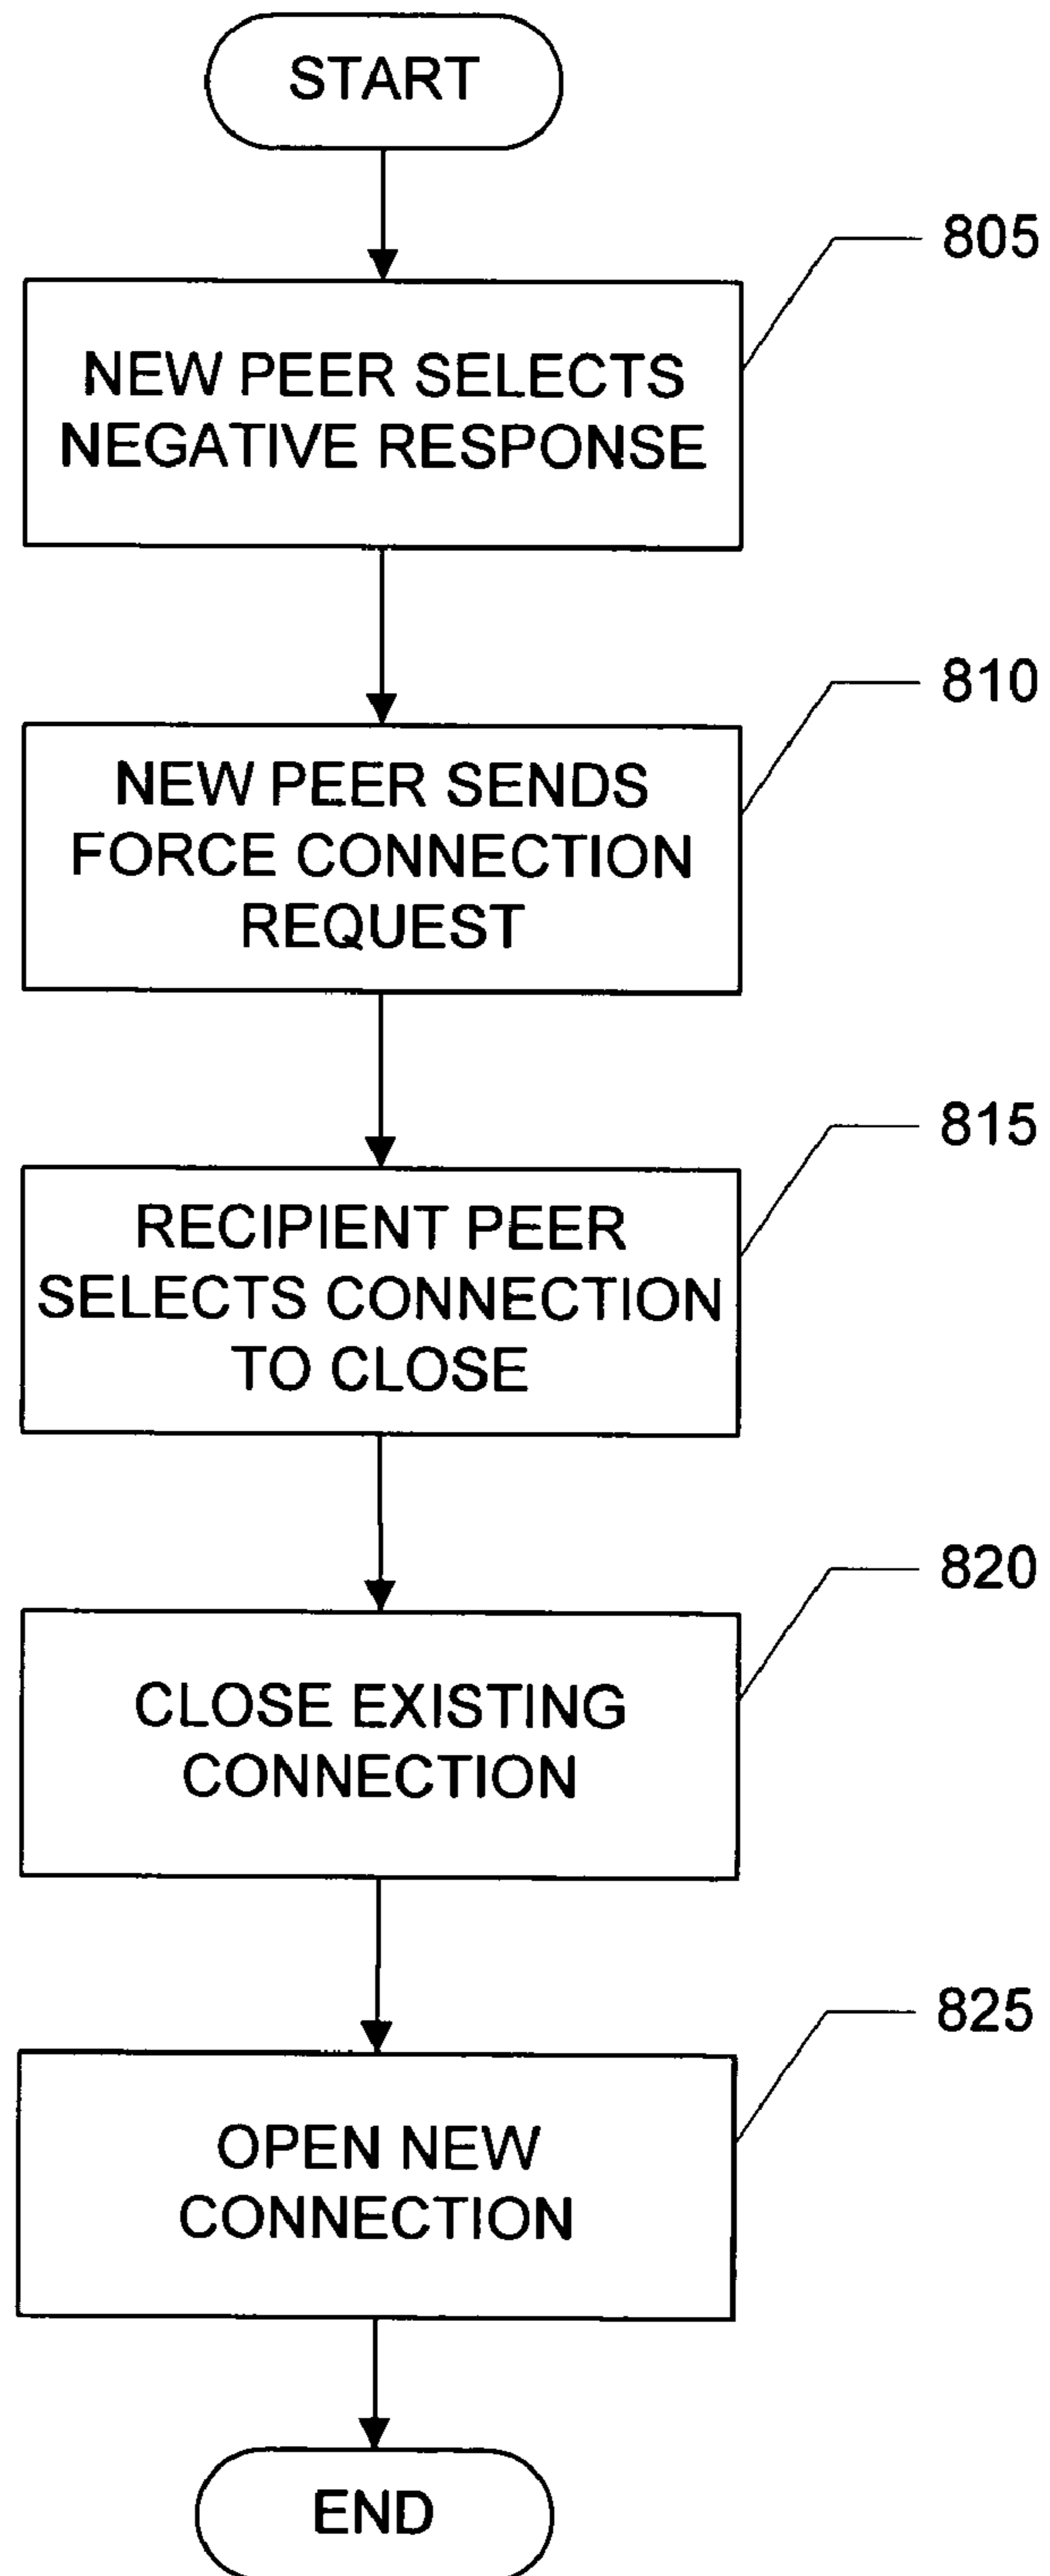 START
805
NEW PEER SELECTS
NEGATIVE RESPONSE
810
NEW PEER SENDS
FORCE CONNECTION
REQUEST
815
RECIPIENT PEER
SELECTS CONNECTION
TO CLOSE
820
CLOSE EXISTING
CONNECTION
825
OPEN NEW
CONNECTION
END